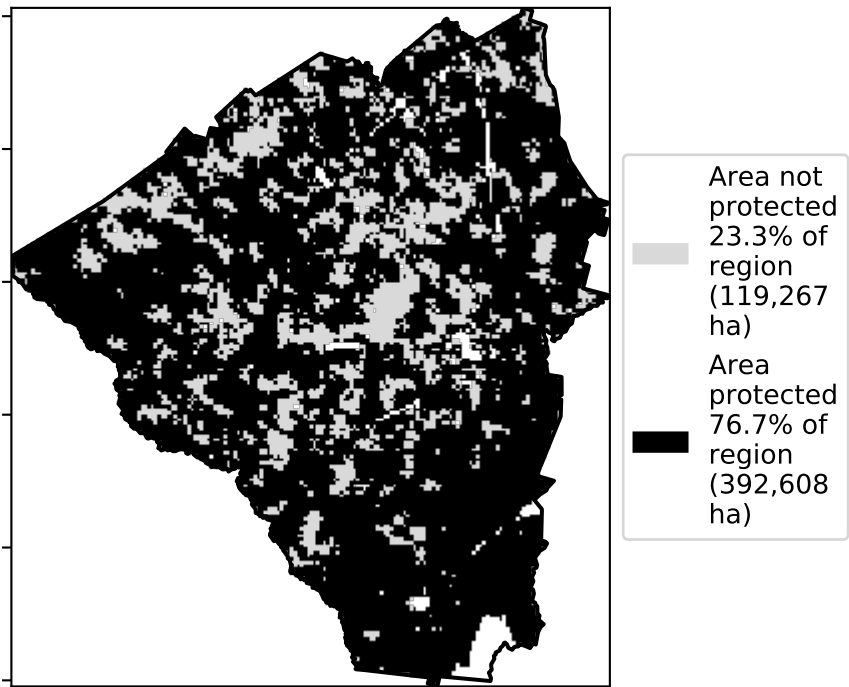 Area not
protected
23.3% of
region
(119,267
ha)
Area
protected
76.7% of
region
(392,608
ha)